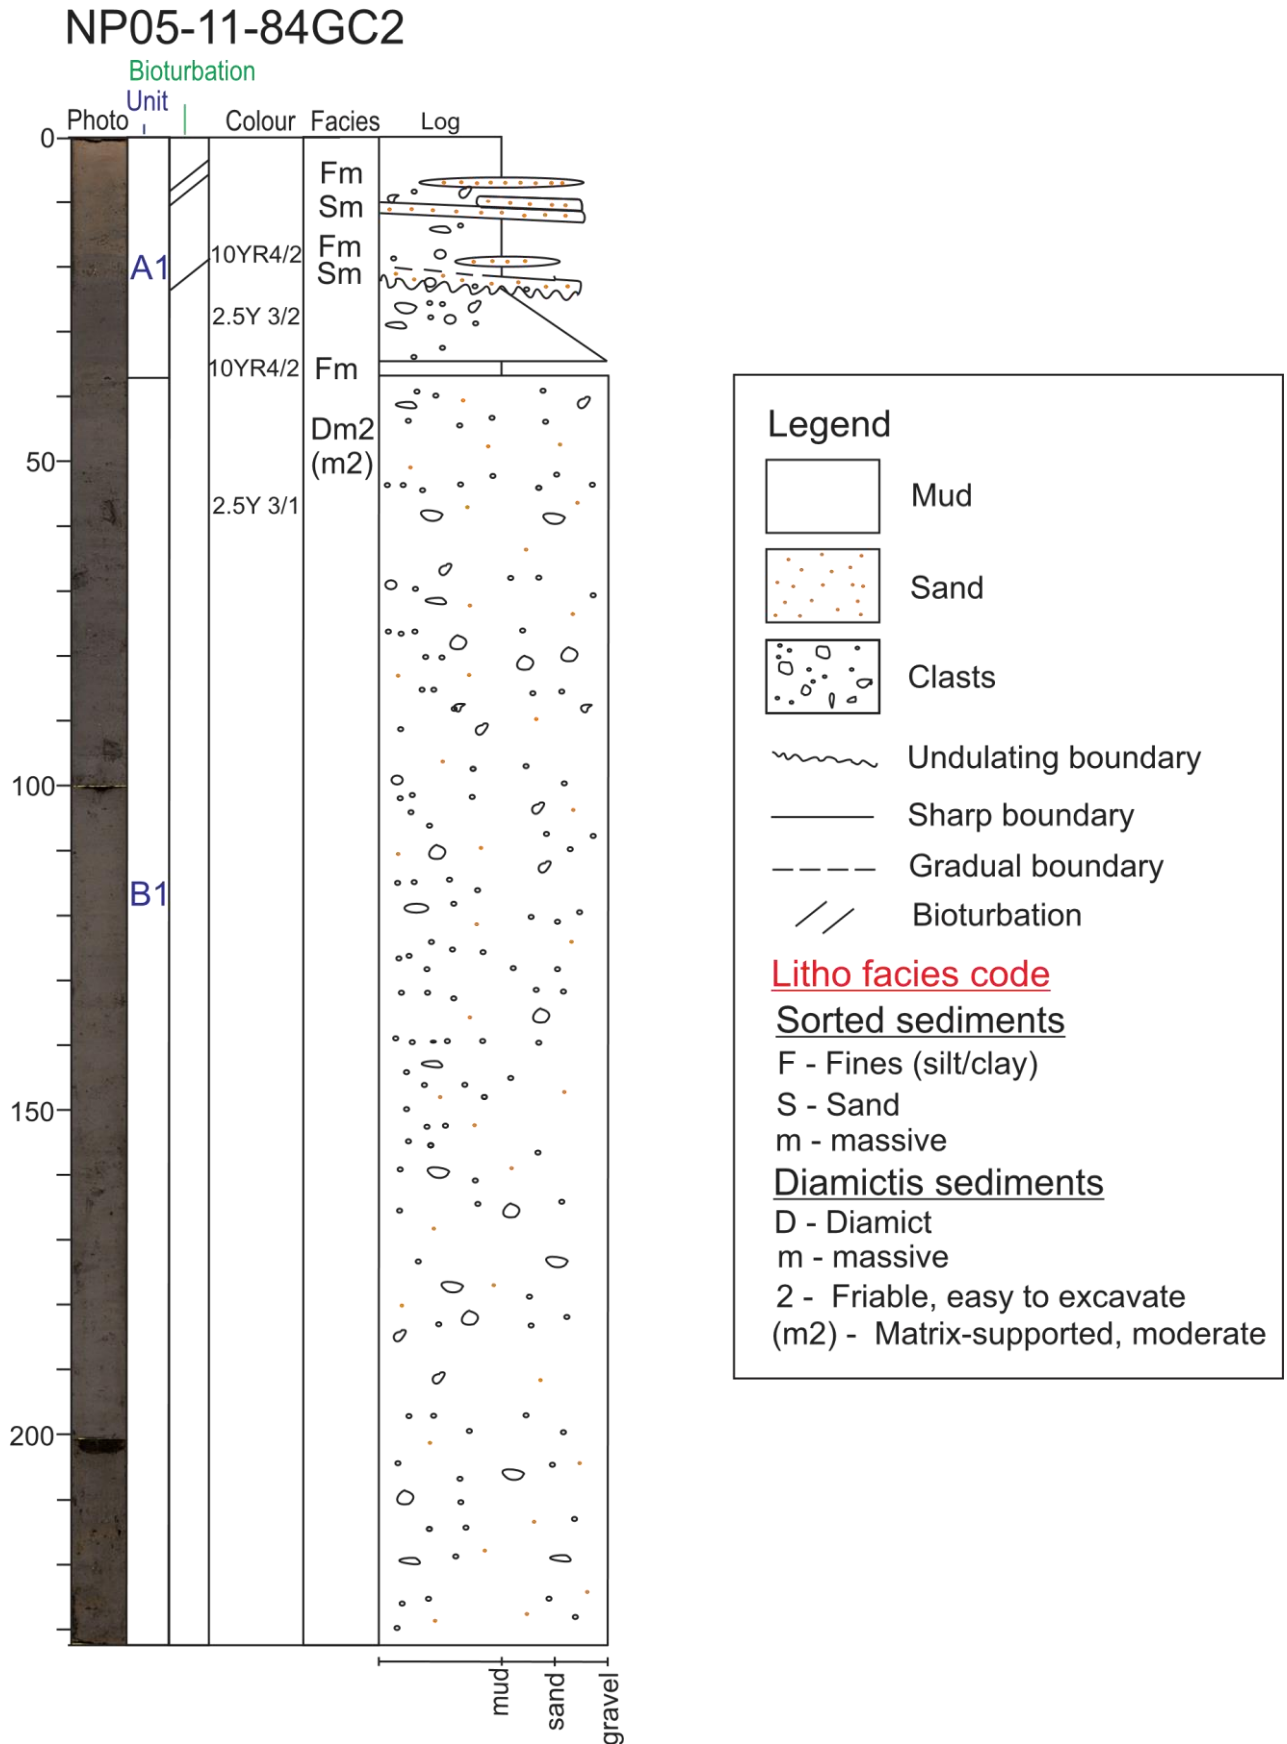 NP05-11-84GC2
Bioturbation
Unit
Photo Colour Facies Log
0
Fm
Sm
Fm
10YR4/2
A1
Sm
2.5Y 3/2
10YR4/2 Fm
Dm2
50
(m2)
2.5Y 3/1
100
B1
150
200
mud
sand
gravel
Legend
Mud
Sand
Clasts
Undulating boundary
Sharp boundary
Gradual boundary
Bioturbation
Litho facies code
Sorted sediments
F - Fines (silt/clay)
S - Sand
m - massive
Diamictis sediments
D - Diamict
m - massive
2 - Friable, easy to excavate
(m2) - Matrix-supported, moderate